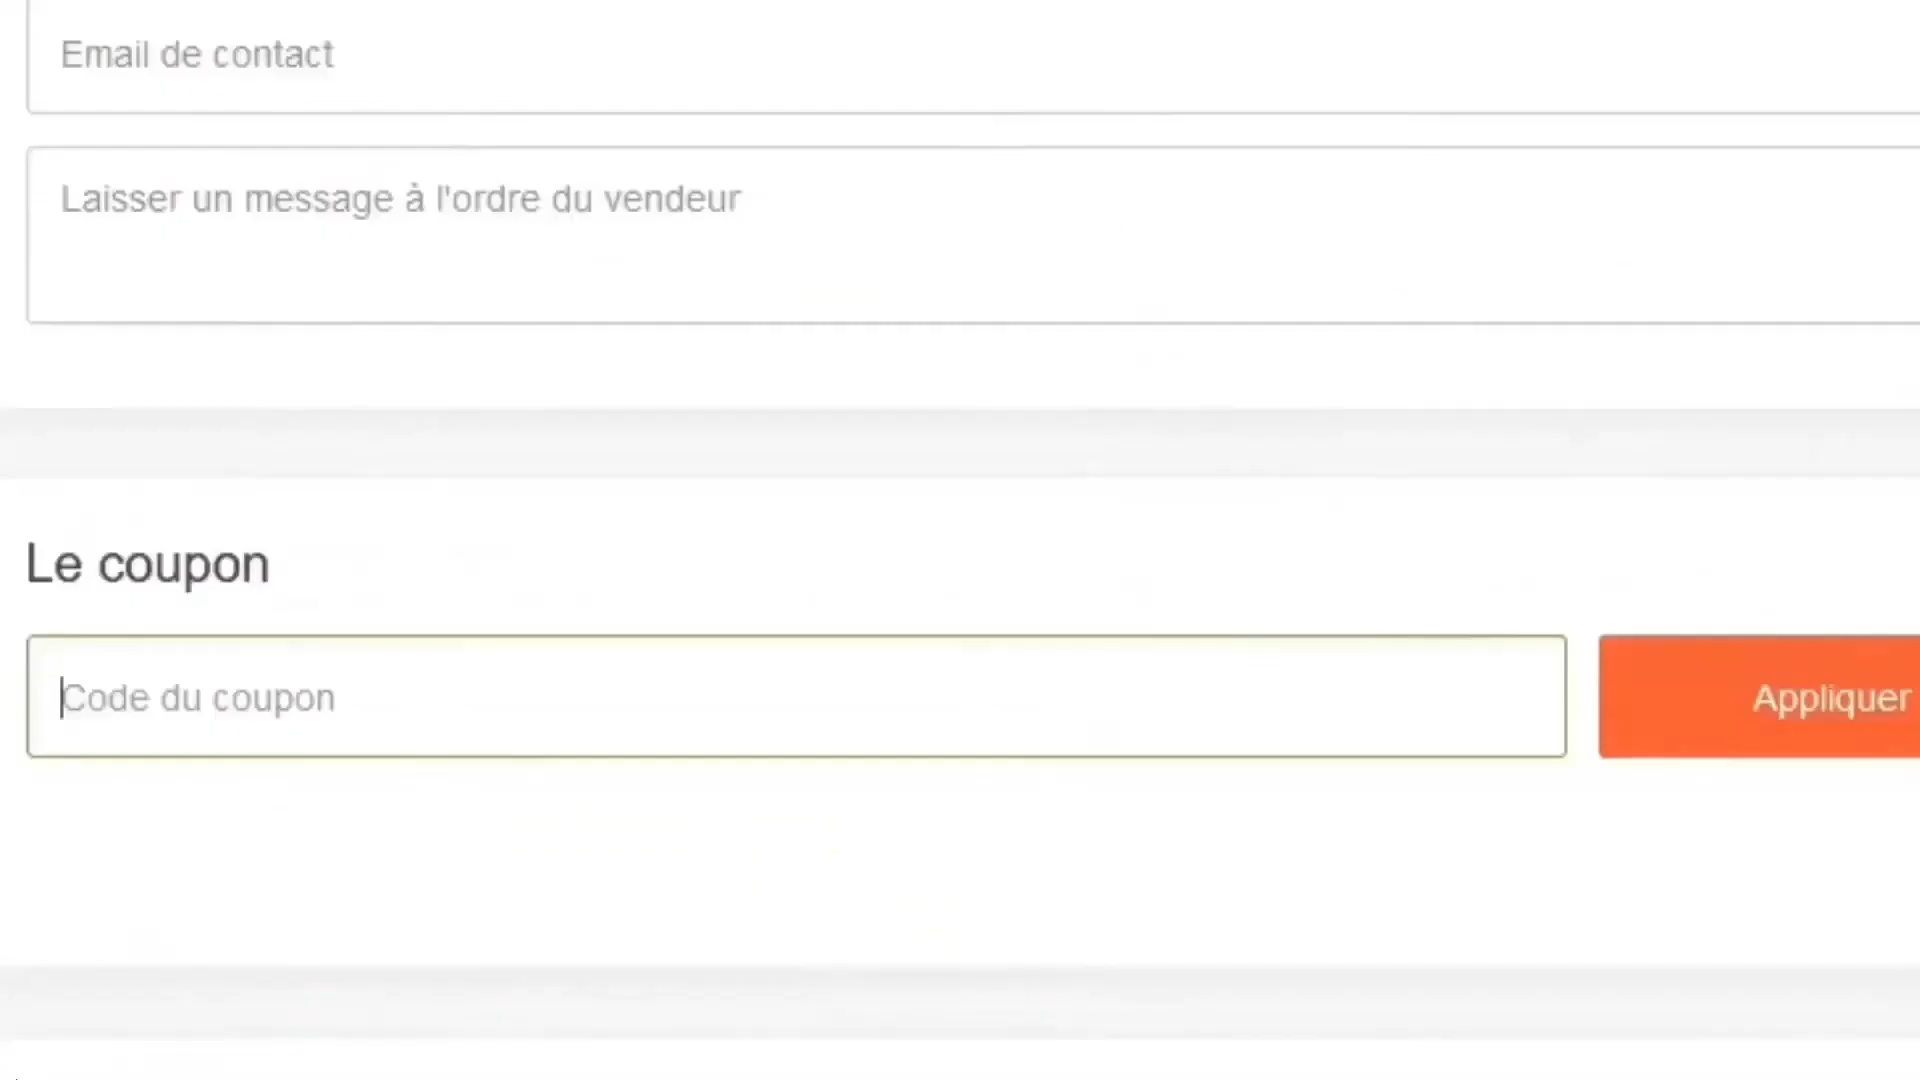 Email de contact
Laisser un message à l'ordre du vendeur
Le coupon
Code du coupon
Appliquer